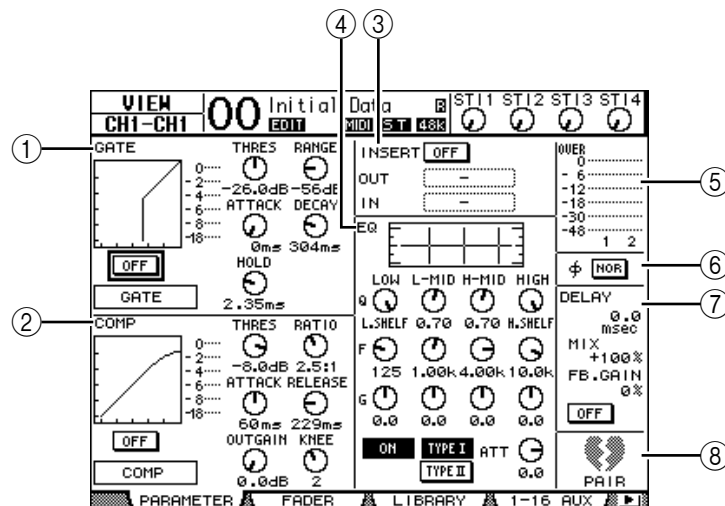 ④ ③
VIEW
CH1-CH1
00 Initial Data R
EDIT MIDI ST 48k
STI1 STI2 STI3 STI4
① GATE
THRES RANGE
0
-2
-4
-6
-8
-18
-26.0dB -56dB
ATTACK DECAY
0ms 304ms
HOLD
2.35ms
OFF
GATE
② COMP
THRES RATIO
0
-2
-4
-6
-8
-18
-8.0dB 2.5:1
ATTACK RELEASE
60ms 229ms
OUTGAIN KNEE
0.0dB 2
OFF
COMP
INSERT OFF
OUT -
IN -
EQ
LOW L-MID H-MID HIGH
Q
L.SHELF 0.70 0.70 H.SHELF
F
125 1.00k 4.00k 10.0k
G
0.0 0.0 0.0 0.0
ON TYPE I ATT
TYPE II 0.0
OVER
0
-6
-12
-18
-30
-48
1 2
⑤
ϕ NOR ⑥
DELAY ⑦
0.0
msec
MIX
+100%
FB.GAIN
0%
OFF
⑧
PAIR
PARAMETER FADER LIBRARY 1-16 AUX